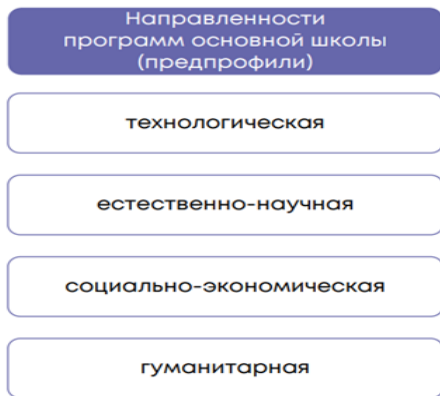 Направленности
программ основной школы
(предпрофили)
технологическая
естественно-научная
социально-экономическая
гуманитарная